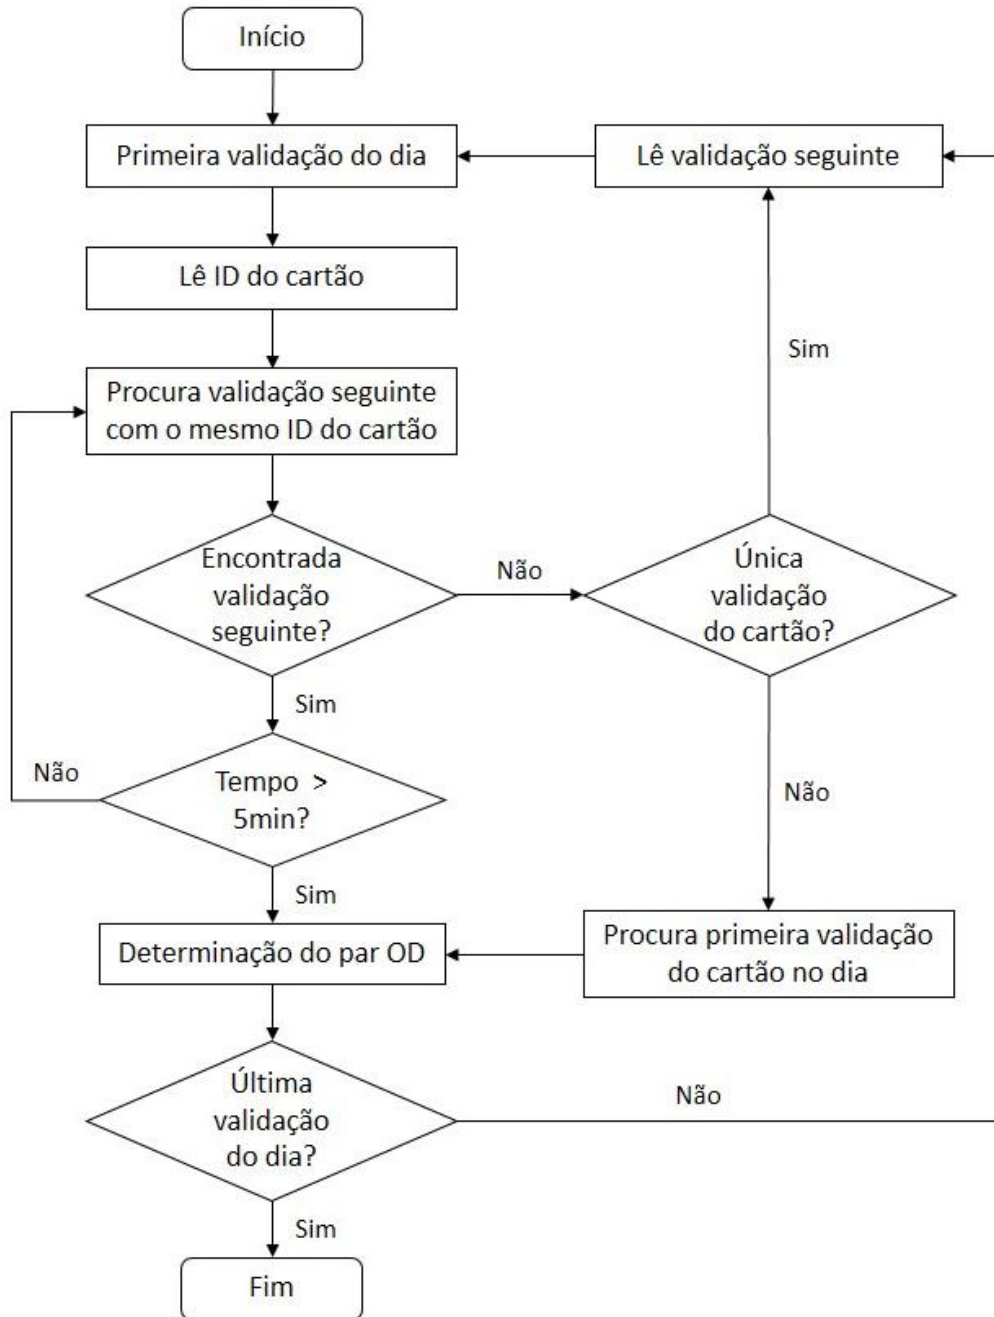 Início
Primeira validação do dia
Lê validação seguinte
Lê ID do cartão
Sim
Procura validação seguinte
com o mesmo ID do cartão
Encontrada
validação
seguinte?
Não
Única
validação
do cartão?
Sim
Não
Tempo >
5min?
Não
Sim
Determinação do par OD
Procura primeira validação
do cartão no dia
Última
validação
do dia?
Não
Sim
Fim